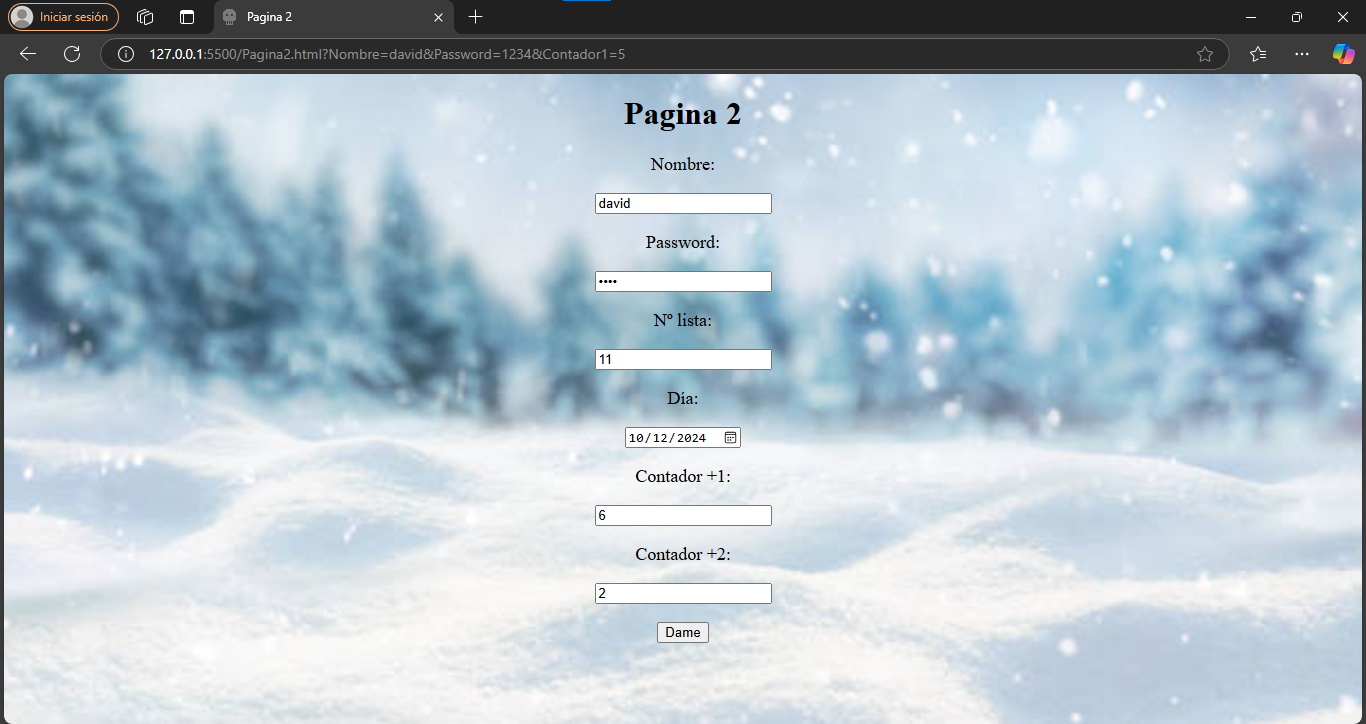 Iniciar sesión
Pagina 2
127.0.0.1:5500/Pagina2.html?Nombre=david&Password=1234&Contador1=5
Pagina 2
Nombre:
david
Password:
••••
Nº lista:
11
Día:
10/12/2024
Contador +1:
6
Contador +2:
2
Dame